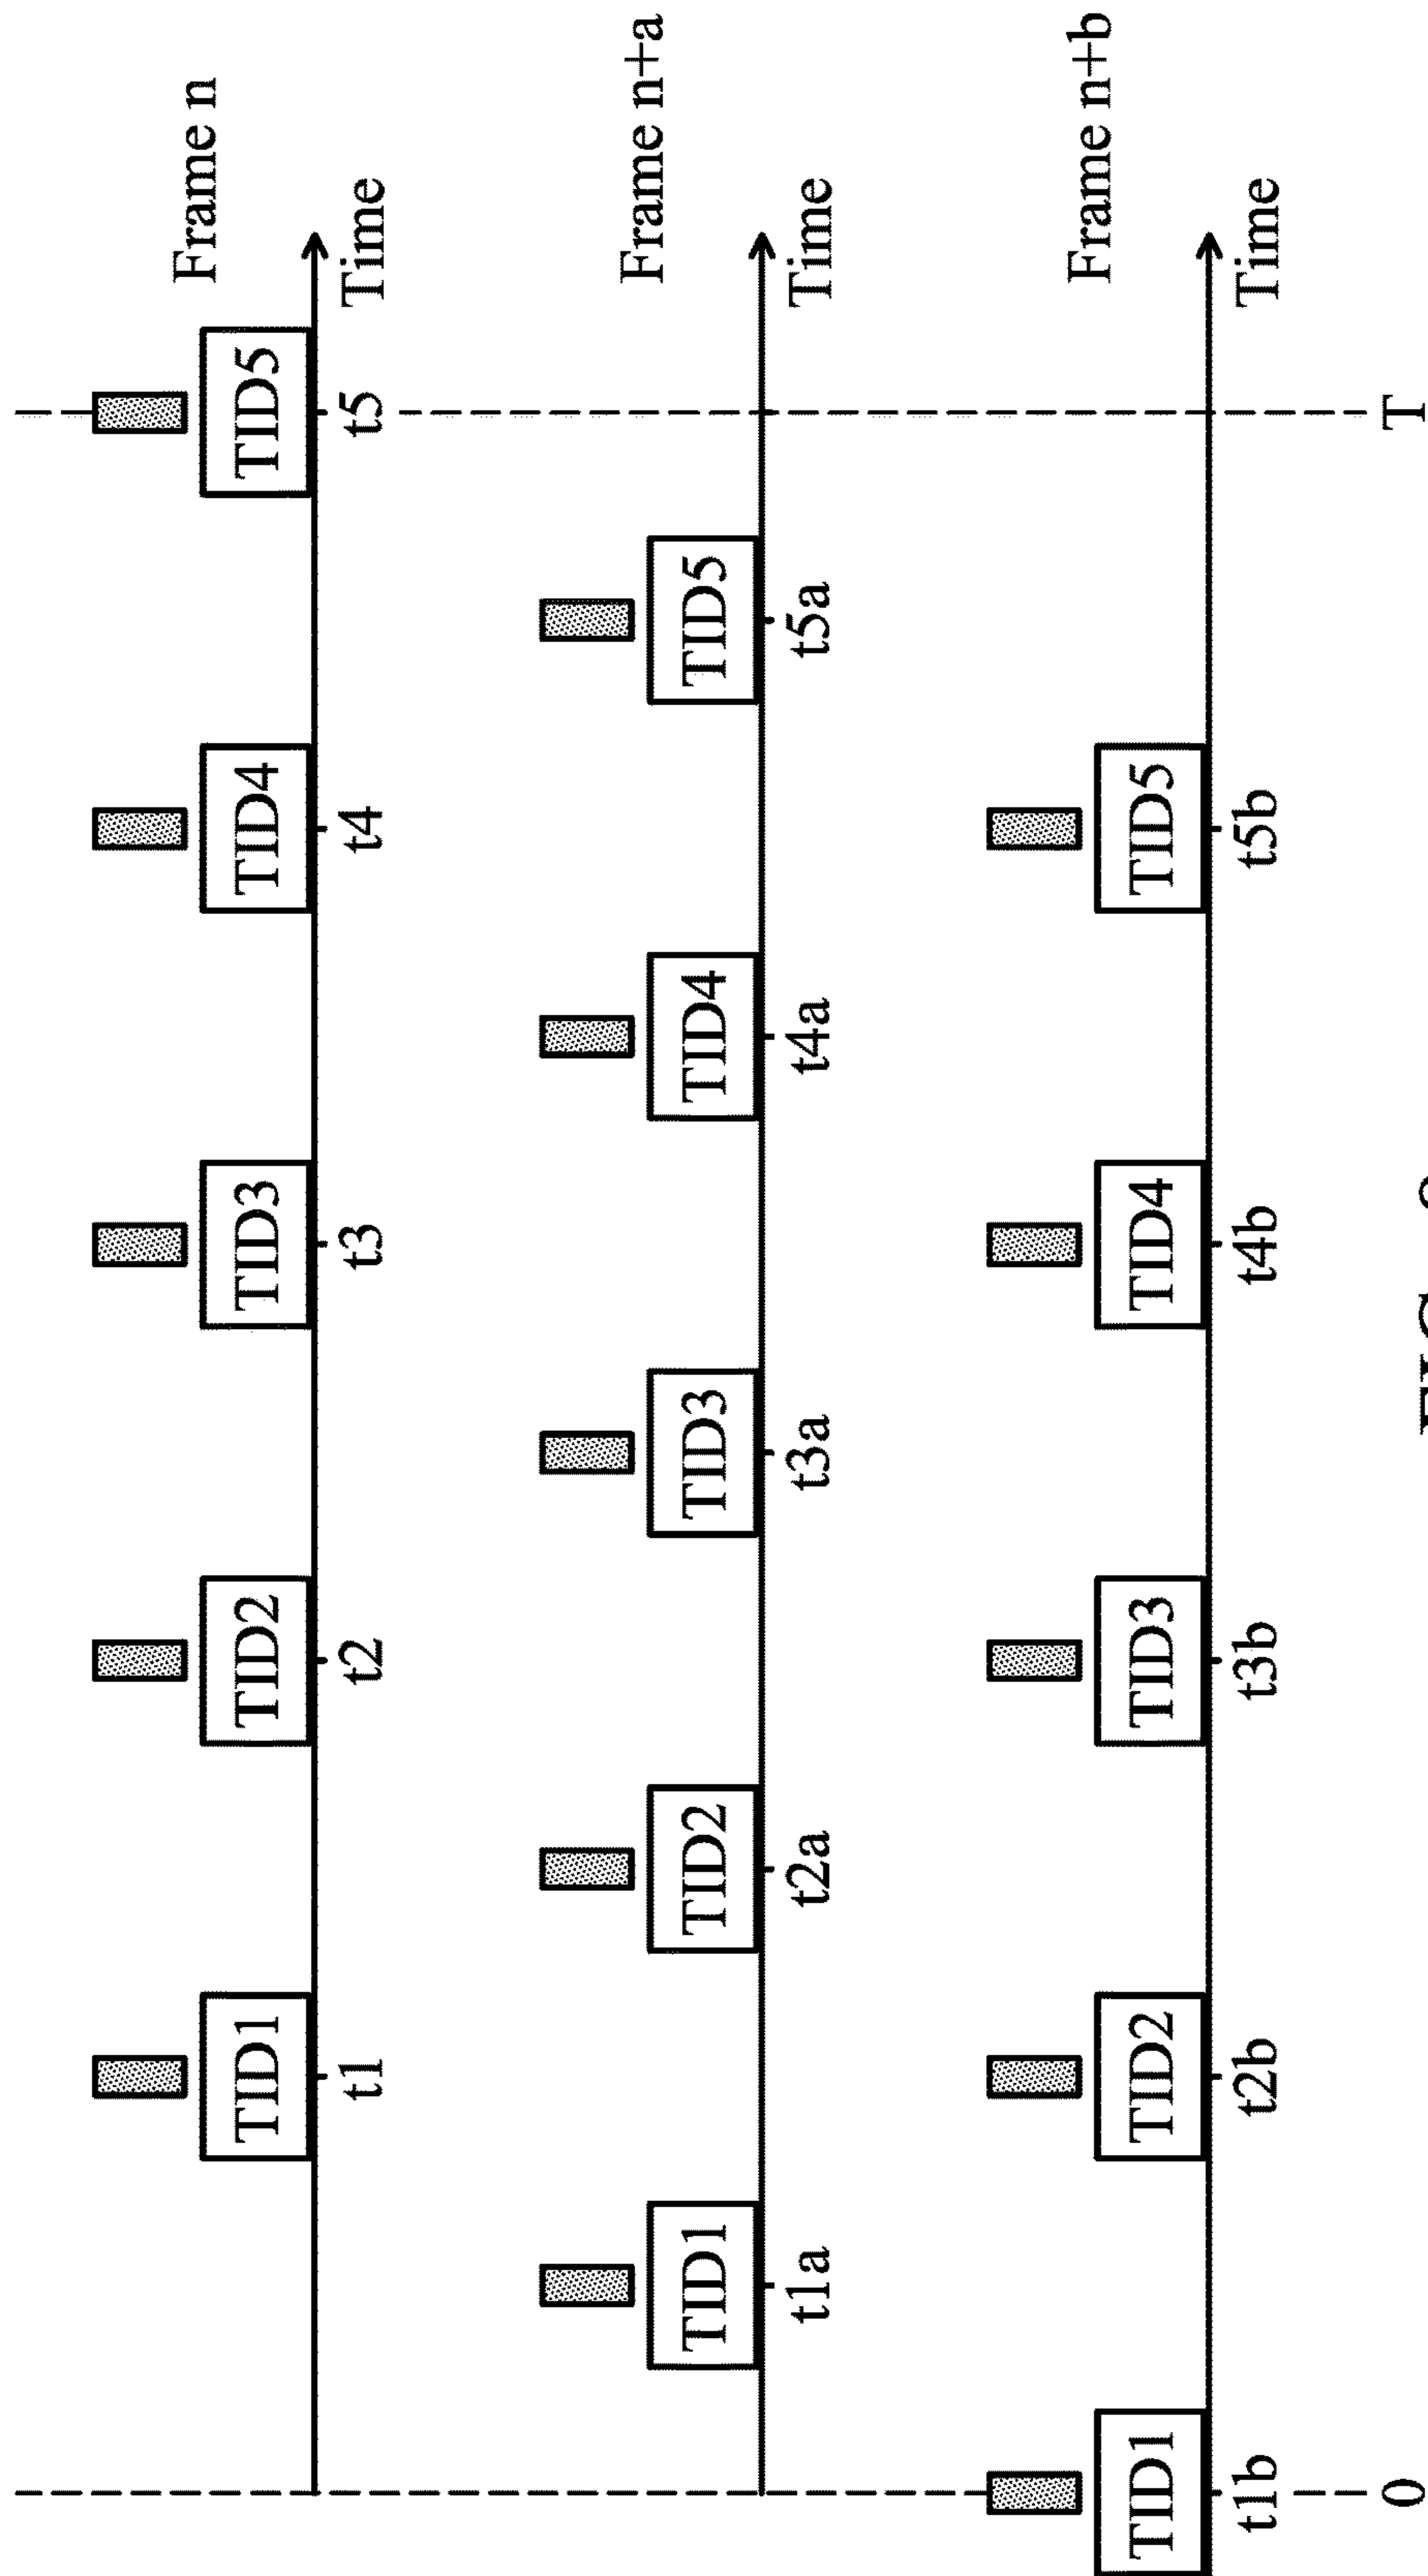 Frame n
TID1 TID2 TID3 TID4 TID5
t1 t2 t3 t4 t5 Time
Frame n+a
TID1 TID2 TID3 TID4 TID5
t1a t2a t3a t4a t5a Time
Frame n+b
TID1 TID2 TID3 TID4 TID5
t1b t2b t3b t4b t5b Time
0 T